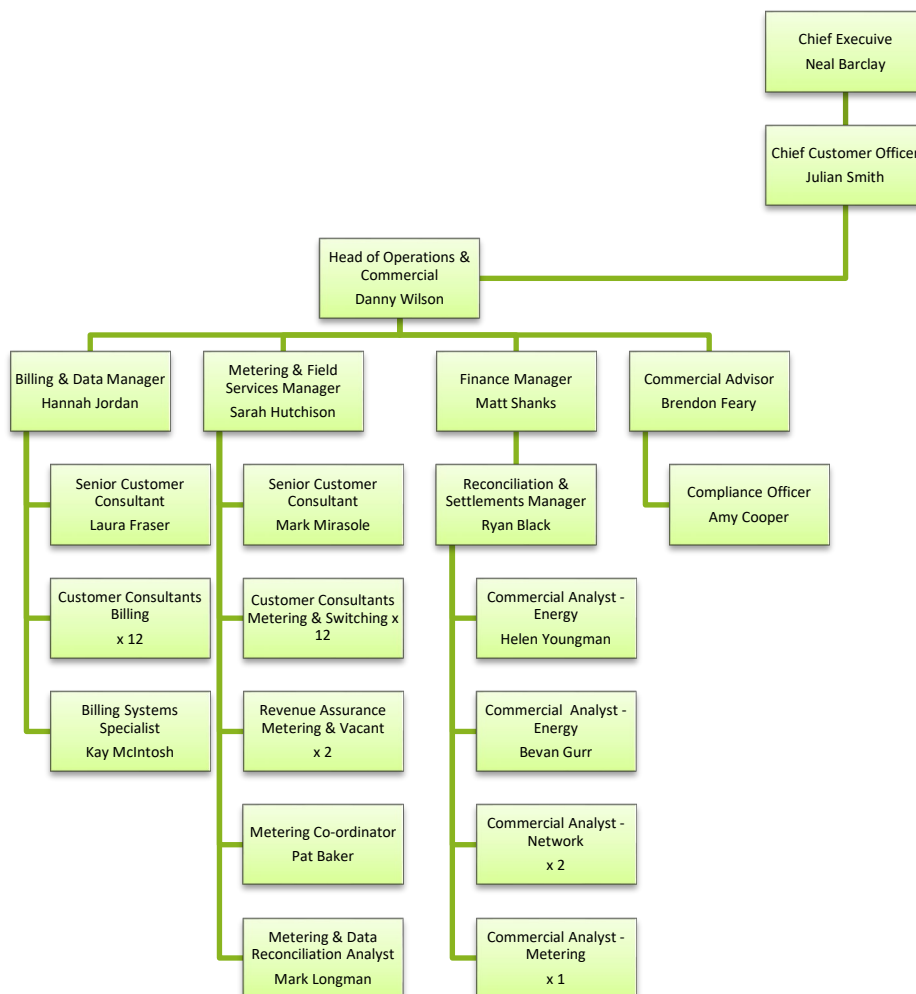 Chief Execuive
Neal Barclay
Chief Customer Officer
Julian Smith
Head of Operations &
Commercial
Danny Wilson
Billing & Data Manager
Hannah Jordan
Metering & Field
Services Manager
Sarah Hutchison
Finance Manager
Matt Shanks
Commercial Advisor
Brendon Feary
Senior Customer
Consultant
Laura Fraser
Senior Customer
Consultant
Mark Mirasole
Reconciliation &
Settlements Manager
Ryan Black
Compliance Officer
Amy Cooper
Customer Consultants
Billing
x 12
Customer Consultants
Metering & Switching x
12
Commercial Analyst -
Energy
Helen Youngman
Billing Systems
Specialist
Kay McIntosh
Revenue Assurance
Metering & Vacant
x 2
Commercial Analyst -
Energy
Bevan Gurr
Metering Co-ordinator
Pat Baker
Commercial Analyst -
Network
x 2
Metering & Data
Reconciliation Analyst
Mark Longman
Commercial Analyst -
Metering
x 1